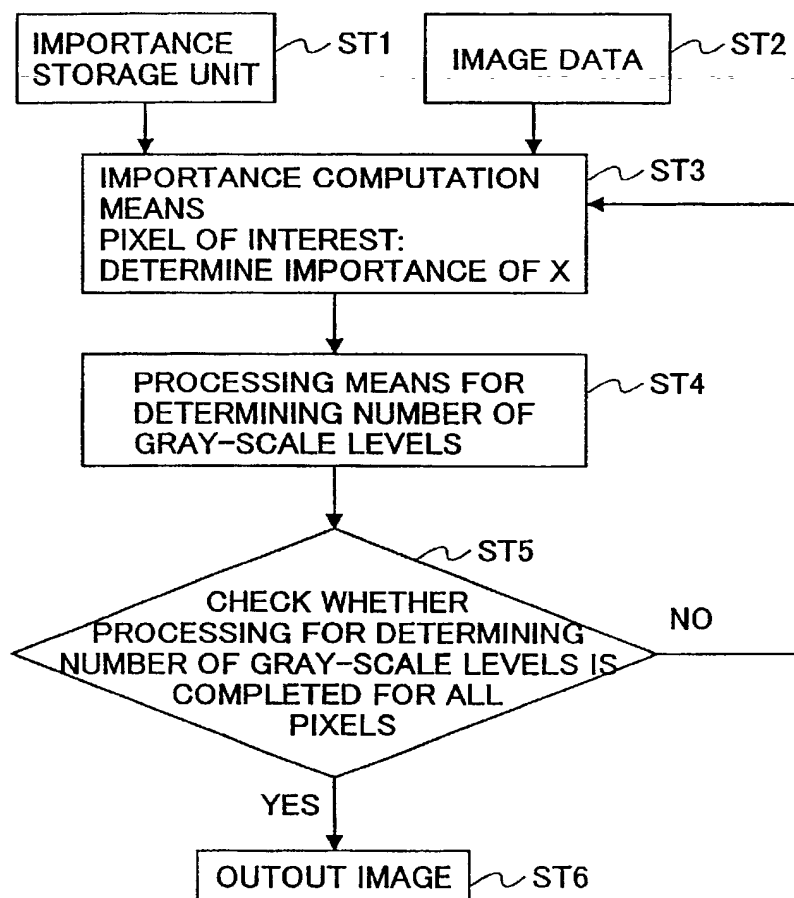 IMPORTANCE
STORAGE UNIT
ST1
IMAGE DATA
ST2
IMPORTANCE COMPUTATION
MEANS
PIXEL OF INTEREST:
DETERMINE IMPORTANCE OF X
ST3
PROCESSING MEANS FOR
DETERMINING NUMBER OF
GRAY-SCALE LEVELS
ST4
ST5
CHECK WHETHER
PROCESSING FOR DETERMINING
NUMBER OF GRAY-SCALE LEVELS IS
COMPLETED FOR ALL
PIXELS
NO
YES
OUTOUT IMAGE
ST6